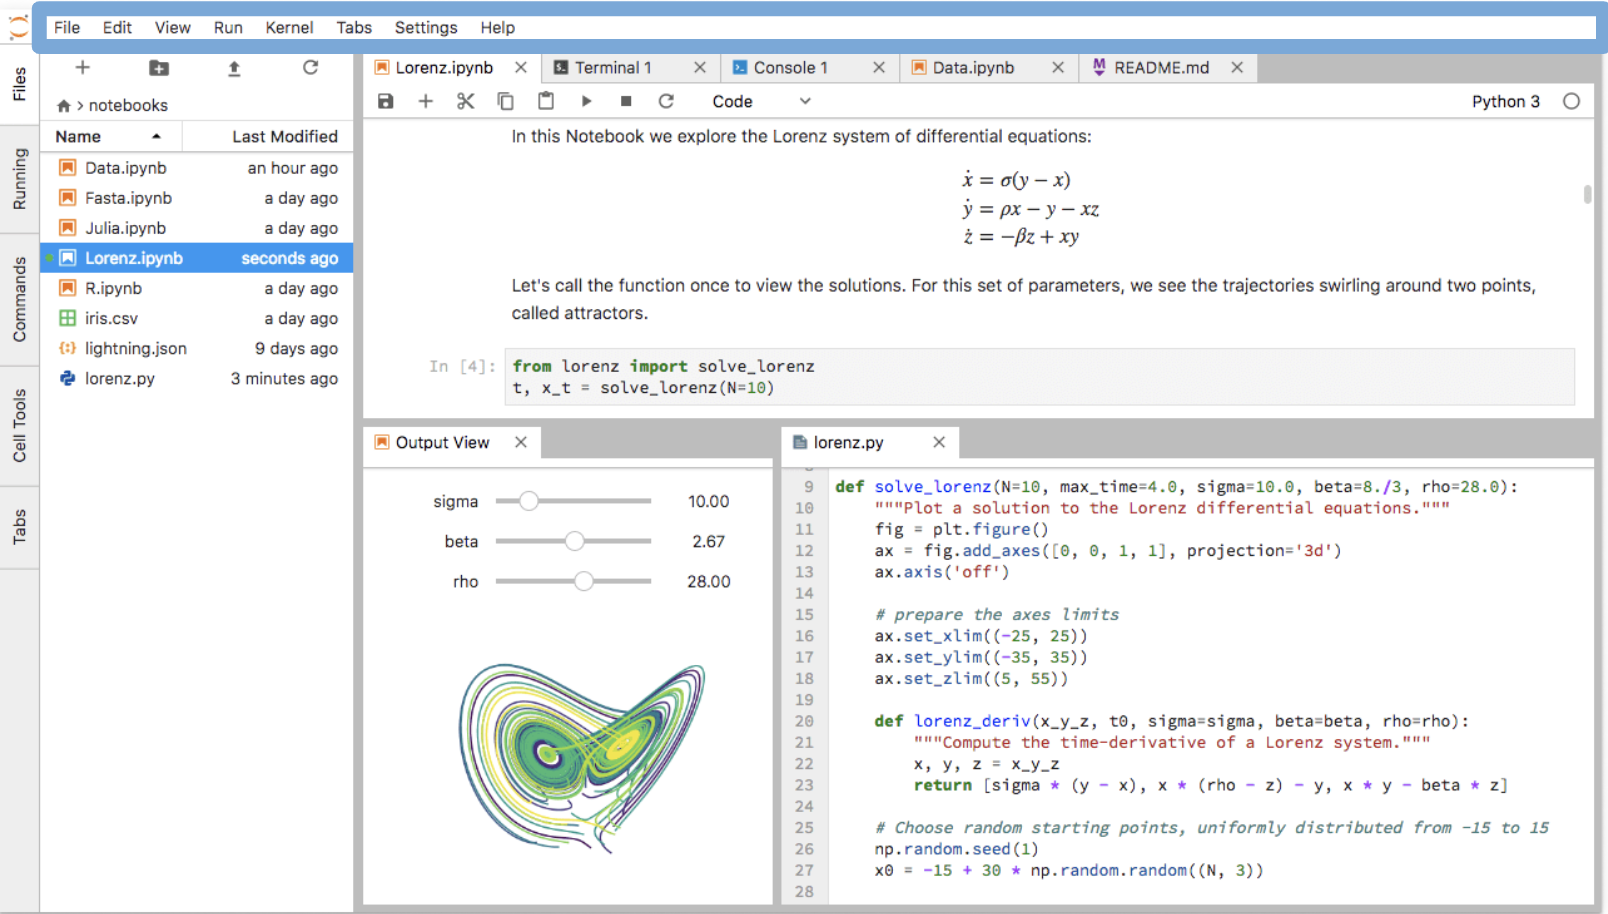 File Edit View Run Kernel Tabs Settings Help
Files
Running
Commands
Cell Tools
Tabs
notebooks
Name Last Modified
Data.ipynb an hour ago
Fasta.ipynb a day ago
Julia.ipynb a day ago
Lorenz.ipynb seconds ago
R.ipynb a day ago
iris.csv a day ago
lightning.json 9 days ago
lorenz.py 3 minutes ago
Lorenz.ipynb Terminal 1 Console 1 Data.ipynb README.md
Code Python 3
In this Notebook we explore the Lorenz system of differential equations:
ẋ = σ(y − x)
ẏ = ρx − y − xz
ż = −βz + xy
Let's call the function once to view the solutions. For this set of parameters, we see the trajectories swirling around two points,
called attractors.
In [4]: from lorenz import solve_lorenz
t, x_t = solve_lorenz(N=10)
Output View
sigma 10.00
beta 2.67
rho 28.00
lorenz.py
9 def solve_lorenz(N=10, max_time=4.0, sigma=10.0, beta=8./3, rho=28.0):
10 """Plot a solution to the Lorenz differential equations."""
11 fig = plt.figure()
12 ax = fig.add_axes([0, 0, 1, 1], projection='3d')
13 ax.axis('off')
14
15 # prepare the axes limits
16 ax.set_xlim((-25, 25))
17 ax.set_ylim((-35, 35))
18 ax.set_zlim((5, 55))
19
20 def lorenz_deriv(x_y_z, t0, sigma=sigma, beta=beta, rho=rho):
21 """Compute the time-derivative of a Lorenz system."""
22 x, y, z = x_y_z
23 return [sigma * (y - x), x * (rho - z) - y, x * y - beta * z]
24
25 # Choose random starting points, uniformly distributed from -15 to 15
26 np.random.seed(1)
27 x0 = -15 + 30 * np.random.random((N, 3))
28